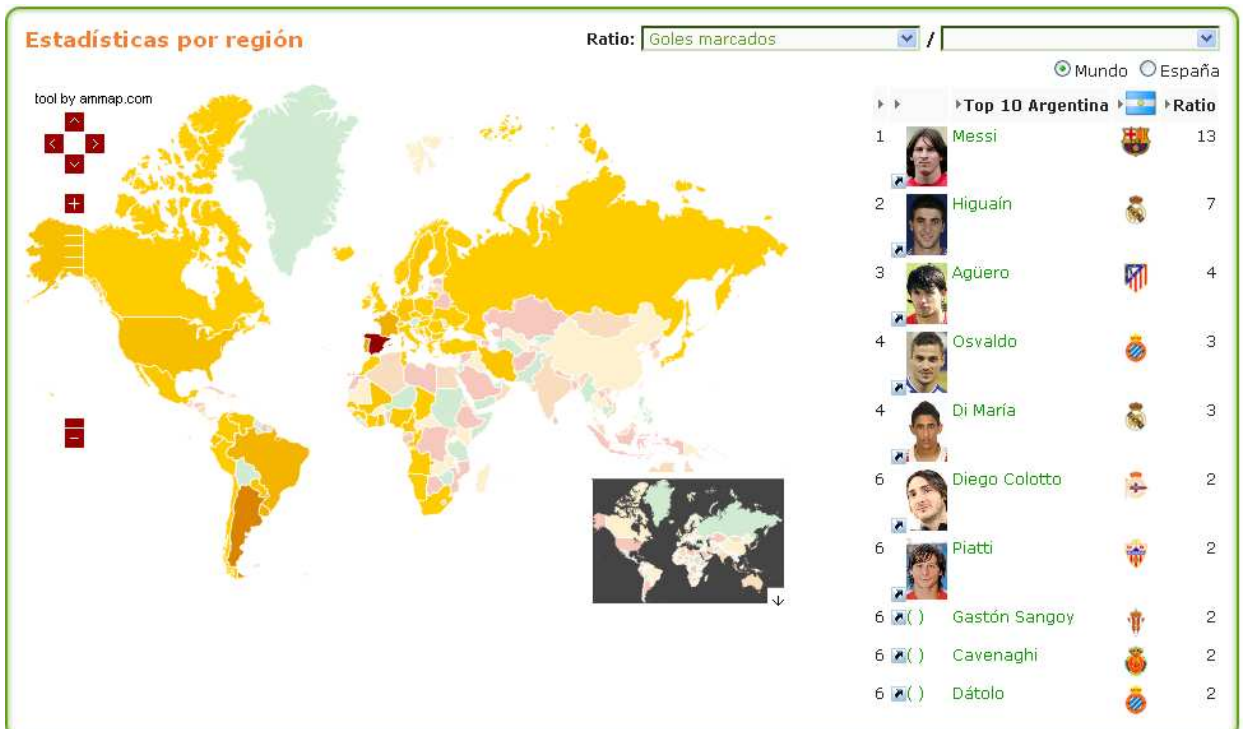 Estadísticas por región
Ratio: Goles marcados /
Mundo España
tool by ammap.com
Top 10 Argentina Ratio
1 Messi 13
2 Higuaín 7
3 Agüero 4
4 Osvaldo 3
4 Di María 3
6 Diego Colotto 2
6 Piatti 2
6 ( ) Gastón Sangoy 2
6 ( ) Cavenaghi 2
6 ( ) Dátolo 2